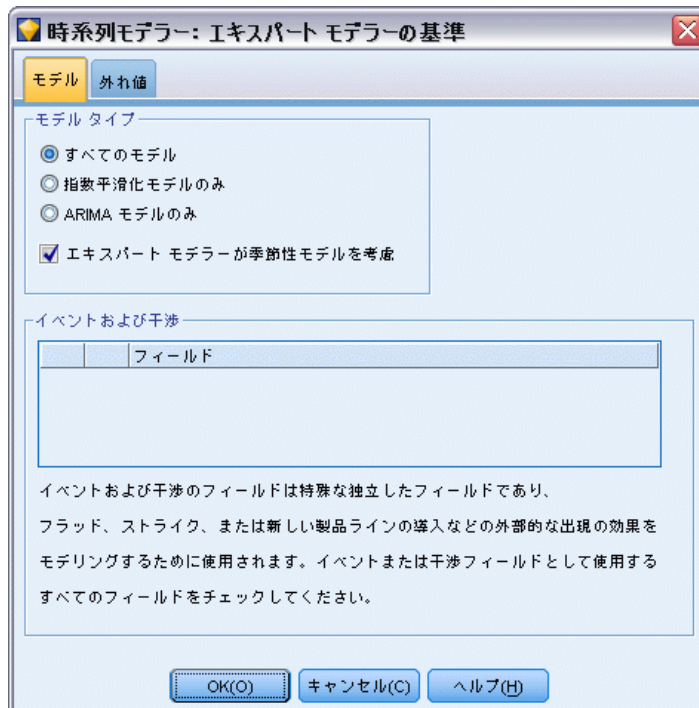 時系列モデラー: エキスパート モデラーの基準
モデル 外れ値
モデル タイプ
すべてのモデル
指数平滑化モデルのみ
ARIMA モデルのみ
エキスパート モデラーが季節性モデルを考慮
イベントおよび干渉
フィールド
イベントおよび干渉のフィールドは特殊な独立したフィールドであり、
フラッド、ストライク、または新しい製品ラインの導入などの外部的な出現の効果を
モデリングするために使用されます。イベントまたは干渉フィールドとして使用する
すべてのフィールドをチェックしてください。
OK(O) キャンセル(C) ヘルプ(H)